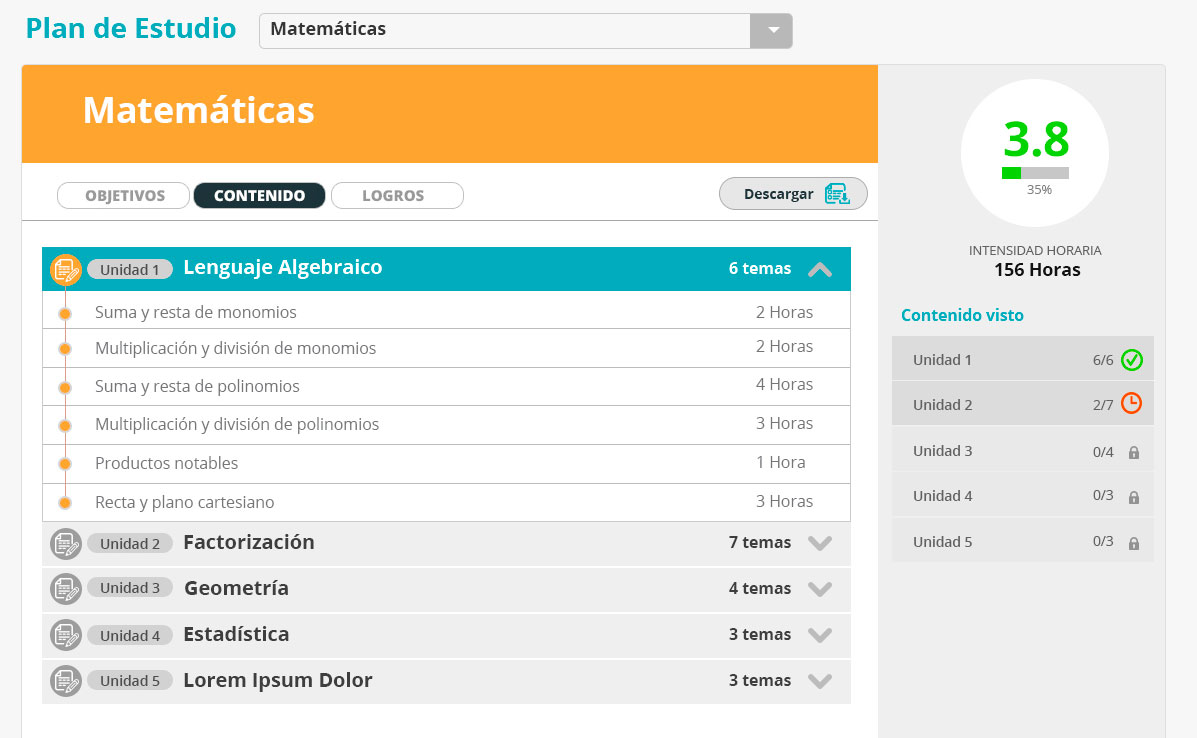 Plan de Estudio
Matemáticas
Matemáticas
OBJETIVOS CONTENIDO LOGROS Descargar
Unidad 1 Lenguaje Algebraico 6 temas
Suma y resta de monomios 2 Horas
Multiplicación y división de monomios 2 Horas
Suma y resta de polinomios 4 Horas
Multiplicación y división de polinomios 3 Horas
Productos notables 1 Hora
Recta y plano cartesiano 3 Horas
Unidad 2 Factorización 7 temas
Unidad 3 Geometría 4 temas
Unidad 4 Estadística 3 temas
Unidad 5 Lorem Ipsum Dolor 3 temas
3.8
35%
INTENSIDAD HORARIA
156 Horas
Contenido visto
Unidad 1 6/6
Unidad 2 2/7
Unidad 3 0/4
Unidad 4 0/3
Unidad 5 0/3